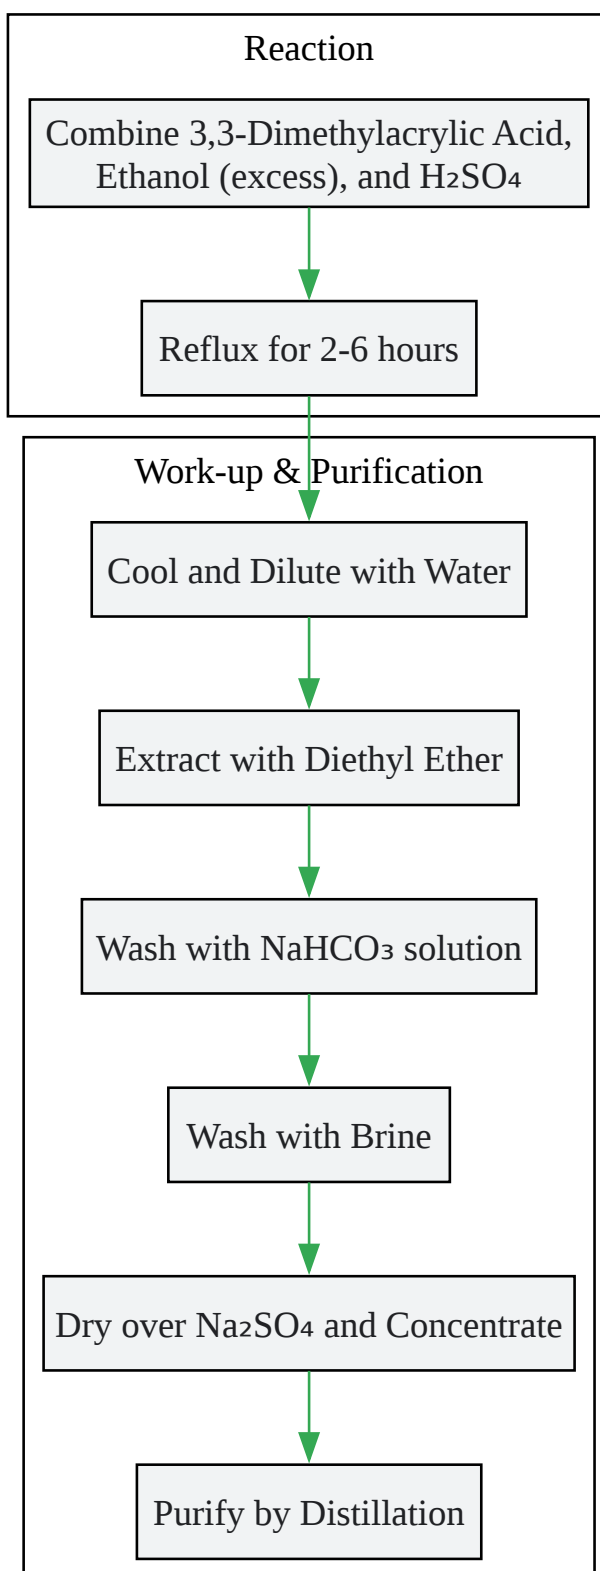 Reaction
Combine 3,3-Dimethylacrylic Acid,
Ethanol (excess), and H₂SO₄
Reflux for 2-6 hours
Work-up & Purification
Cool and Dilute with Water
Extract with Diethyl Ether
Wash with NaHCO₃ solution
Wash with Brine
Dry over Na₂SO₄ and Concentrate
Purify by Distillation